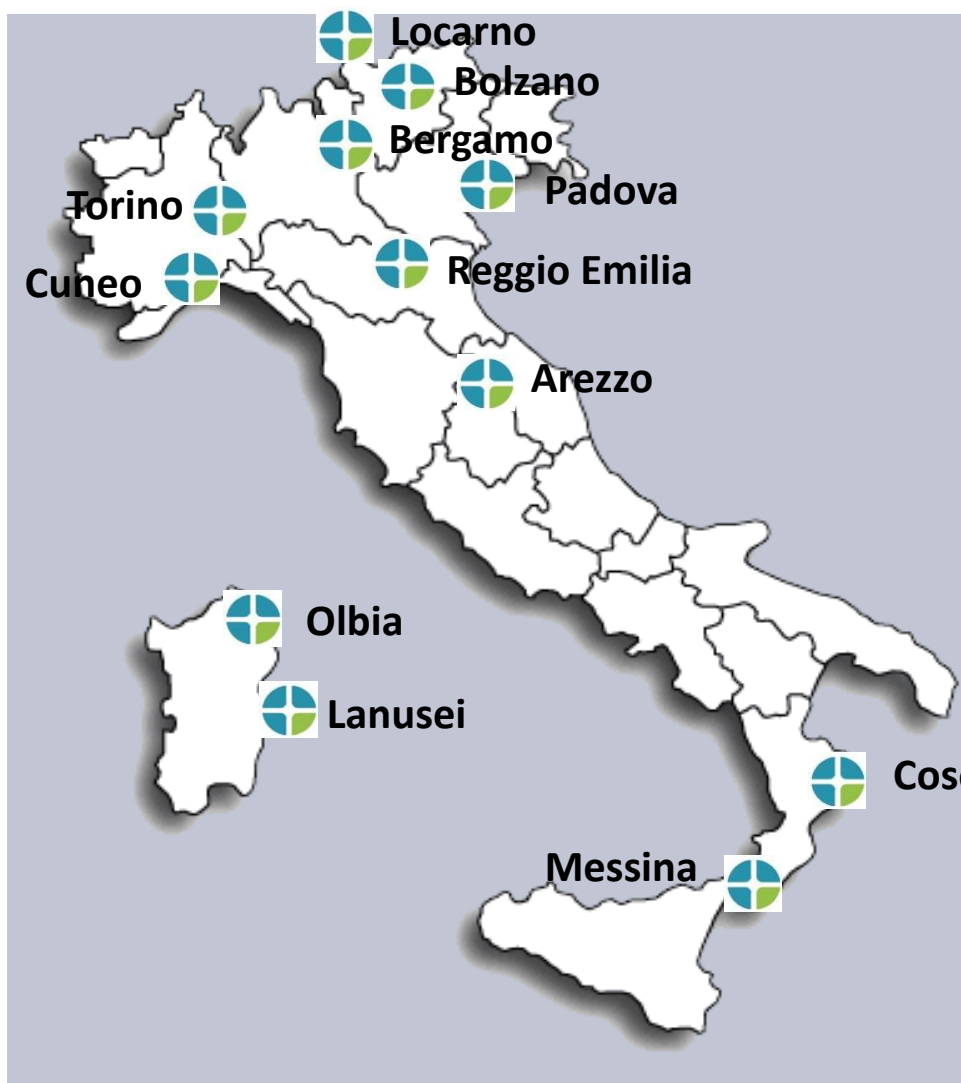 Locarno
Bolzano
Bergamo
Padova
Torino
Reggio Emilia
Cuneo
Arezzo
Olbia
Lanusei
Messina